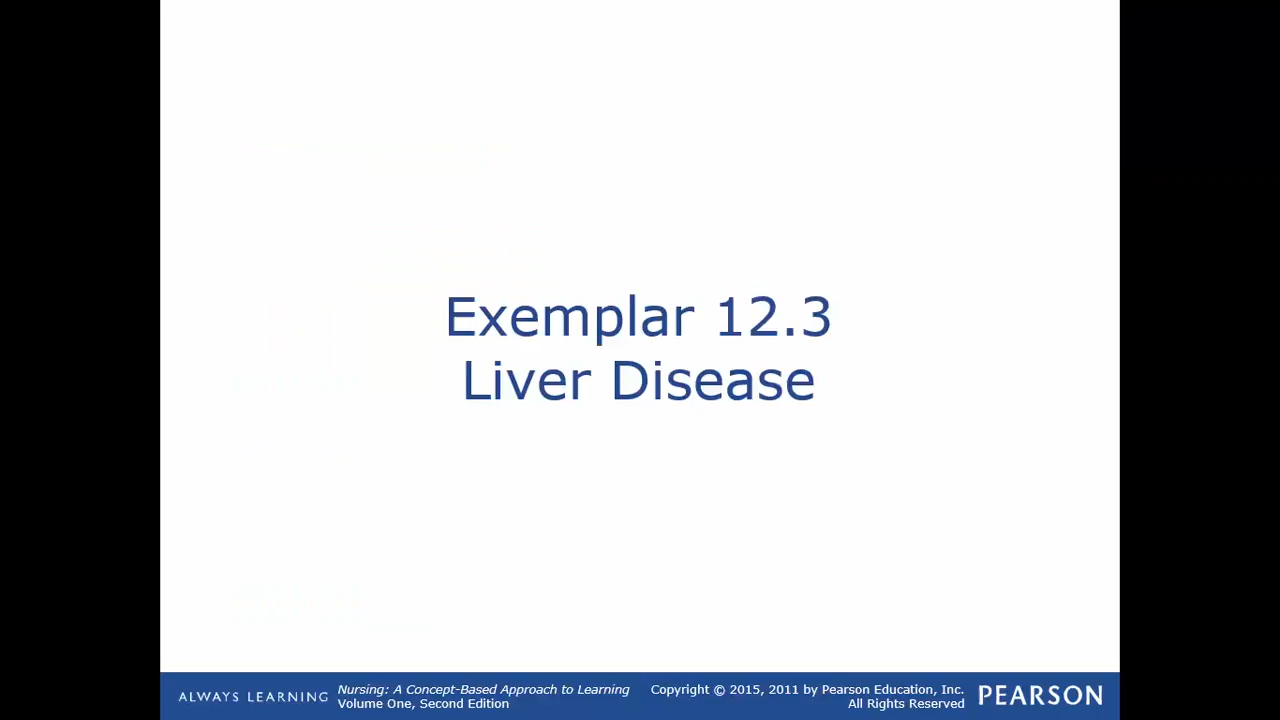 Exemplar 12.3
Liver Disease
ALWAYS LEARNING
Nursing: A Concept-Based Approach to Learning
Volume One, Second Edition
Copyright © 2015, 2011 by Pearson Education, Inc.
All Rights Reserved
PEARSON